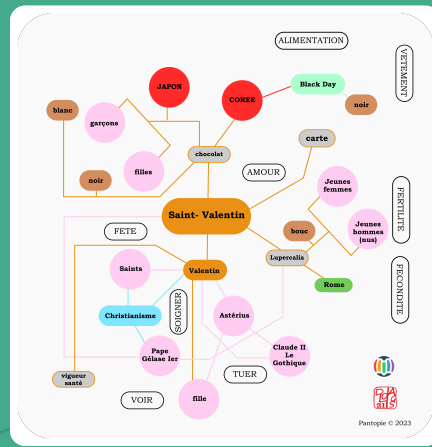 ALIMENTATION
VETEMENT
JAPON
COREE
Black Day
blanc
noir
garçons
carte
chocolat
filles
AMOUR
noir
Jeunes
femmes
FERTILITE
Saint- Valentin
bouc
Jeunes
hommes
(nus)
FETE
Lupercalia
Saints
Valentin
FECONDITE
Rome
Christianisme
SOIGNER
Astérius
Pape
Gélase Ier
Claude II
Le
Gothique
vigueur
santé
TUER
VOIR
fille
Pantopie © 2023